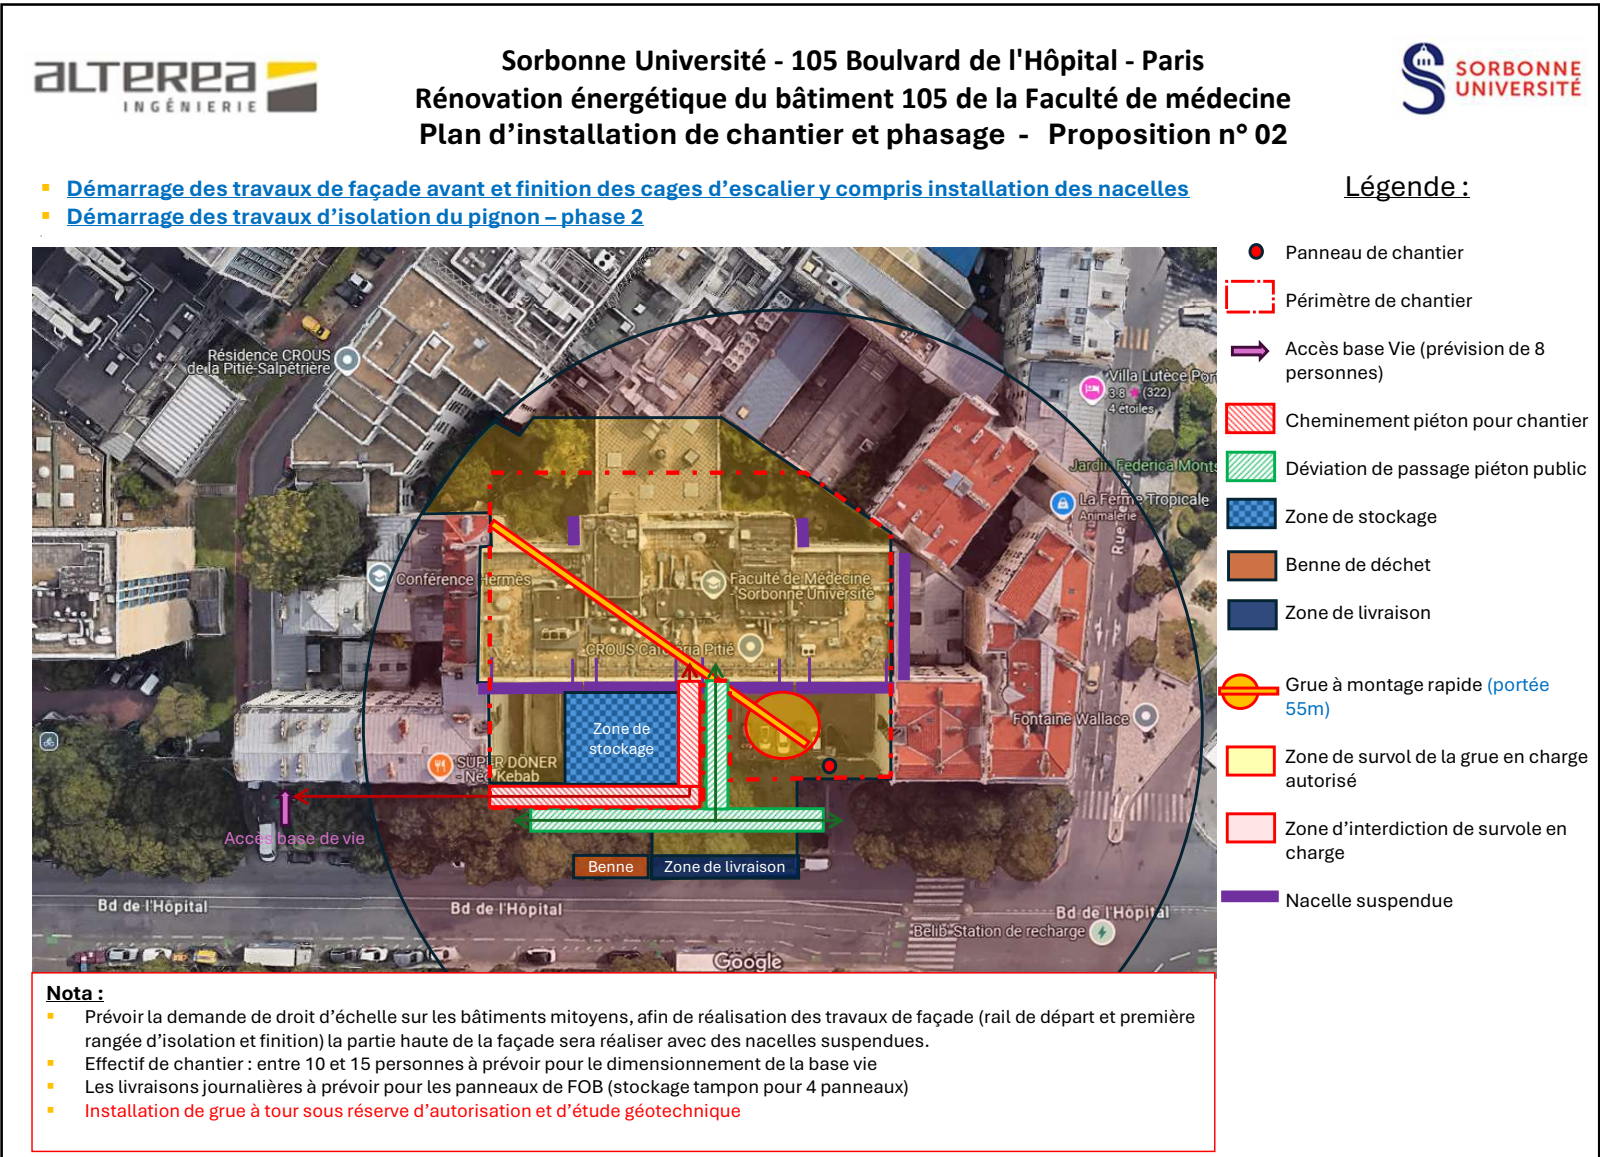 ALTEREA
INGÉNIERIE
Sorbonne Université - 105 Boulvard de l'Hôpital - Paris
Rénovation énergétique du bâtiment 105 de la Faculté de médecine
Plan d’installation de chantier et phasage - Proposition n° 02
SORBONNE
UNIVERSITÉ
Démarrage des travaux de façade avant et finition des cages d’escalier y compris installation des nacelles
Démarrage des travaux d’isolation du pignon – phase 2
Légende :
Panneau de chantier
Périmètre de chantier
Accès base Vie (prévision de 8
personnes)
Cheminement piéton pour chantier
Déviation de passage piéton public
Zone de stockage
Benne de déchet
Zone de livraison
Grue à montage rapide (portée
55m)
Zone de survol de la grue en charge
autorisé
Zone d’interdiction de survole en
charge
Nacelle suspendue
Résidence CROUS
de la Pitié-Salpêtrière
Villa Lutèce Port
3.8 (322)
4 étoiles
Jardin Federica Monts
La Ferme Tropicale
Animalerie
Rue
Conférence Hermès
Faculté de Médecine
- Sorbonne Université
CROUS Cafétéria Pitié
Zone de
stockage
Fontaine Wallace
SÜPER DÖNER
- Kebab
Accès base de vie
Benne
Zone de livraison
Bd de l'Hôpital
Bd de l'Hôpital
Bd de l'Hôpital
Belib' Station de recharge
Google
Nota :
Prévoir la demande de droit d’échelle sur les bâtiments mitoyens, afin de réalisation des travaux de façade (rail de départ et première
rangée d’isolation et finition) la partie haute de la façade sera réaliser avec des nacelles suspendues.
Effectif de chantier : entre 10 et 15 personnes à prévoir pour le dimensionnement de la base vie
Les livraisons journalières à prévoir pour les panneaux de FOB (stockage tampon pour 4 panneaux)
Installation de grue à tour sous réserve d’autorisation et d’étude géotechnique